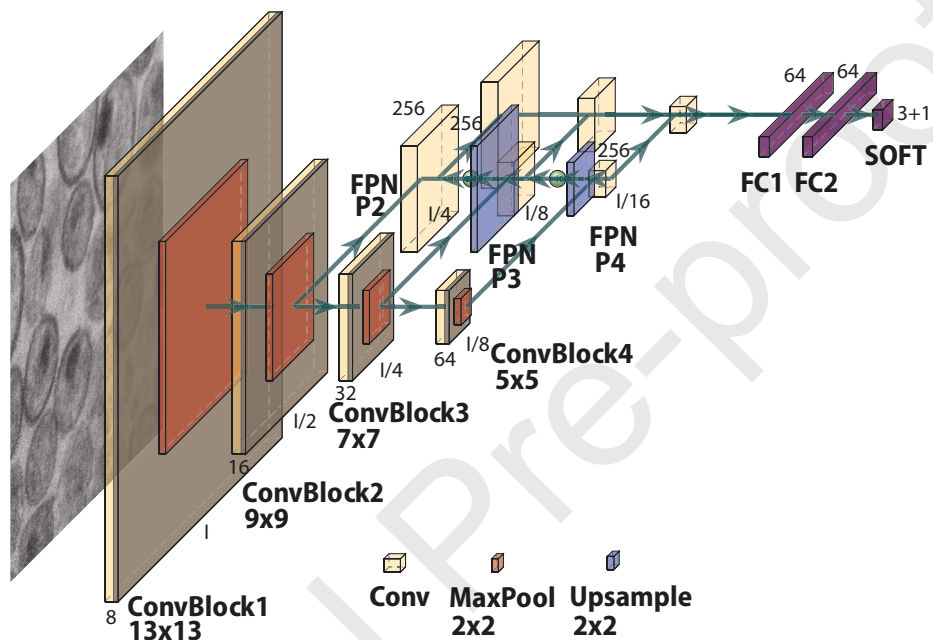 64
64
256
256
3+1
SOFT
256
FC1
FC2
FPN
P2
I/4
I/8
I/16
FPN
P3
FPN
P4
I/8
64
ConvBlock4
5x5
I/4
32
ConvBlock3
7x7
I/2
16
ConvBlock2
9x9
I
8
ConvBlock1
13x13
Conv
MaxPool
2x2
Upsample
2x2
l Pre-proo